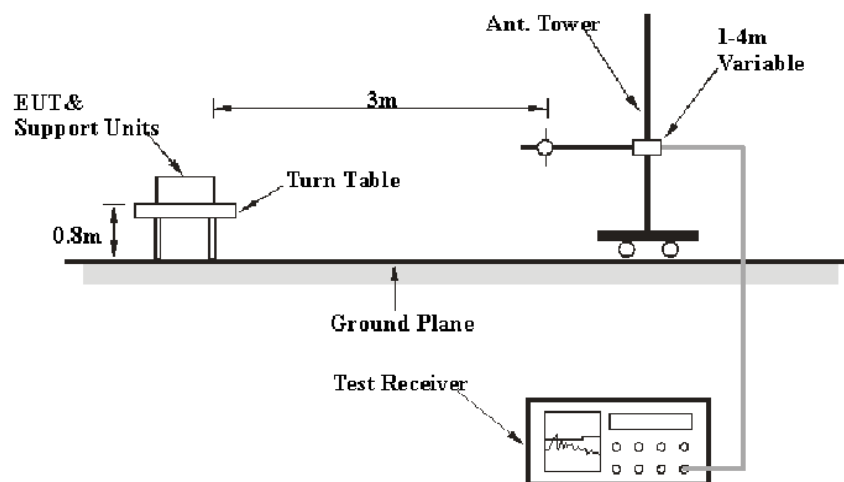 Ant. Tower
1-4m
Variable
3m
EUT&
Support Units
Turn Table
0.8m
Ground Plane
Test Receiver